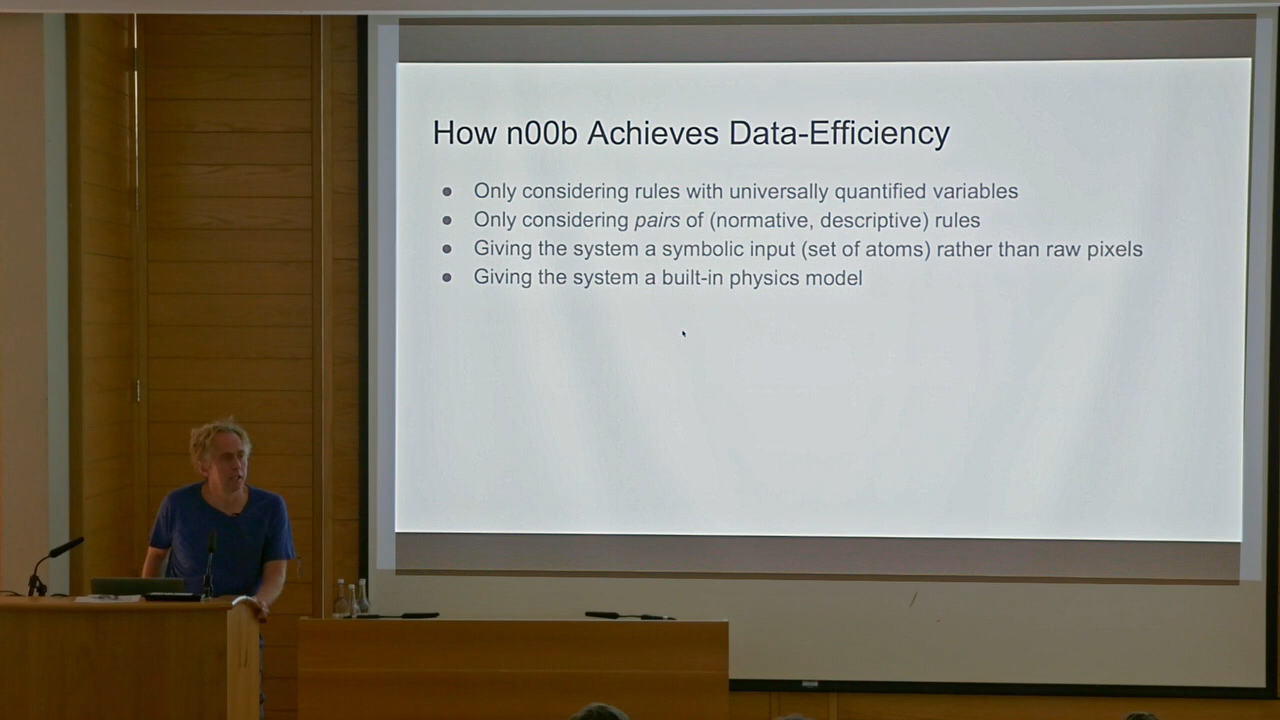 How n00b Achieves Data-Efficiency
● Only considering rules with universally quantified variables
● Only considering pairs of (normative, descriptive) rules
● Giving the system a symbolic input (set of atoms) rather than raw pixels
● Giving the system a built-in physics model